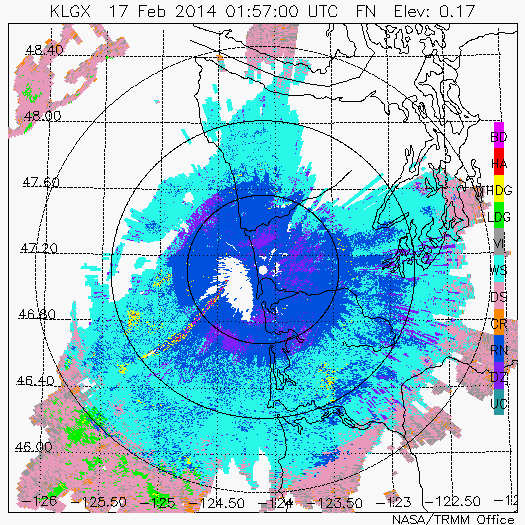 KLGX 17 Feb 2014 01:57:00 UTC FN Elev: 0.17
48.40
48.00
47.60
47.20
46.80
46.40
46.00
BD
HA
HDG
LDG
VI
WS
DS
CR
RN
DZ
UC
-126 -125.50 -125 -124.50 -124 -123.50 -123 -122.50 -12
NASA/TRMM Office